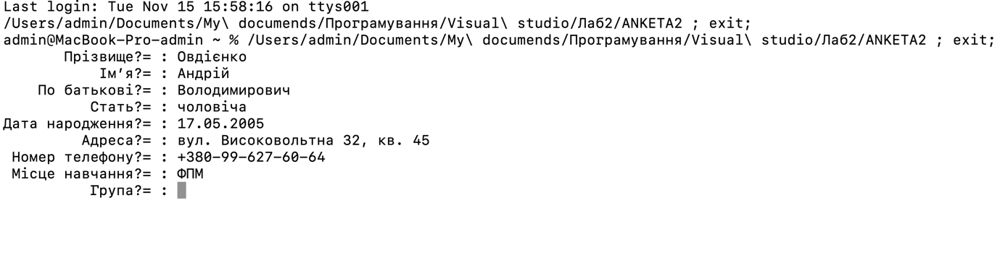 Last login: Tue Nov 15 15:58:16 on ttys001
/Users/admin/Documents/My\ documends/Програмування/Visual\ studio/Лаб2/ANKETA2 ; exit;
admin@MacBook-Pro-admin ~ % /Users/admin/Documents/My\ documends/Програмування/Visual\ studio/Лаб2/ANKETA2 ; exit;
Прізвище?= : Овдієнко
Ім’я?= : Андрій
По батькові?= : Володимирович
Стать?= : чоловіча
Дата народження?= : 17.05.2005
Адреса?= : вул. Високовольтна 32, кв. 45
Номер телефону?= : +380-99-627-60-64
Місце навчання?= : ФПМ
Група?= :